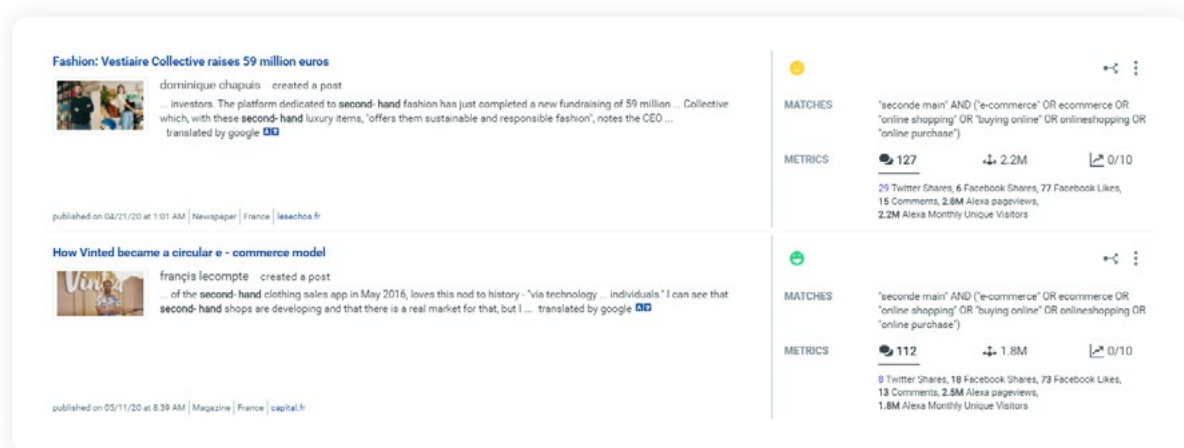 Fashion: Vestiaire Collective raises 59 million euros
dominique chapuis created a post
... investors. The platform dedicated to second- hand fashion has just completed a new fundraising of 59 million ... Collective
which, with these second- hand luxury items, "offers them sustainable and responsible fashion", notes the CEO ...
translated by google
published on 04/21/20 at 1:01 AM | Newspaper | France | lesechos.fr
MATCHES
"seconde main" AND ("e-commerce" OR ecommerce OR
"online shopping" OR "buying online" OR onlineshopping OR
"online purchase")
METRICS
127 2.2M 0/10
29 Twitter Shares, 6 Facebook Shares, 77 Facebook Likes,
15 Comments, 2.8M Alexa pageviews,
2.2M Alexa Monthly Unique Visitors
How Vinted became a circular e - commerce model
Vinted
françis lecompte created a post
... of the second- hand clothing sales app in May 2016, loves this nod to history - "via technology ... individuals." I can see that
second- hand shops are developing and that there is a real market for that, but I ... translated by google
published on 05/11/20 at 8:39 AM | Magazine | France | capital.fr
MATCHES
"seconde main" AND ("e-commerce" OR ecommerce OR
"online shopping" OR "buying online" OR onlineshopping OR
"online purchase")
METRICS
112 1.8M 0/10
8 Twitter Shares, 18 Facebook Shares, 73 Facebook Likes,
13 Comments, 2.5M Alexa pageviews,
1.8M Alexa Monthly Unique Visitors